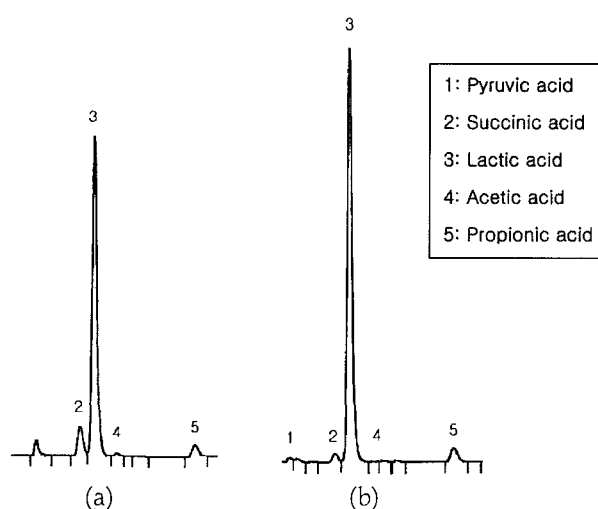 3
2
4
5
(a)
3
1
2
4
5
(b)
1: Pyruvic acid
2: Succinic acid
3: Lactic acid
4: Acetic acid
5: Propionic acid